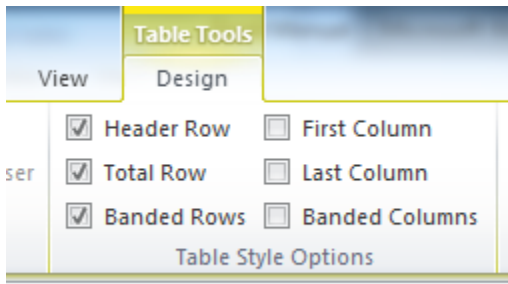 Table Tools
View Design
Header Row First Column
ser Total Row Last Column
Banded Rows Banded Columns
Table Style Options